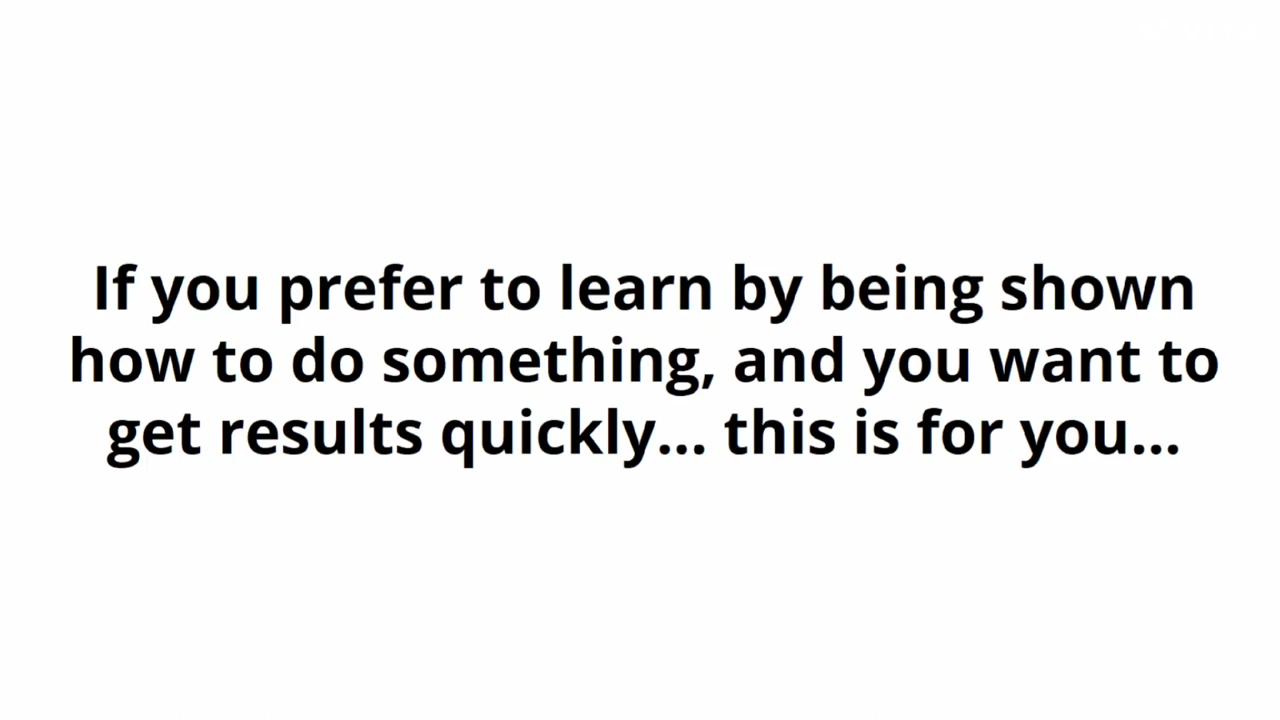 If you prefer to learn by being shown
how to do something, and you want to
get results quickly... this is for you...